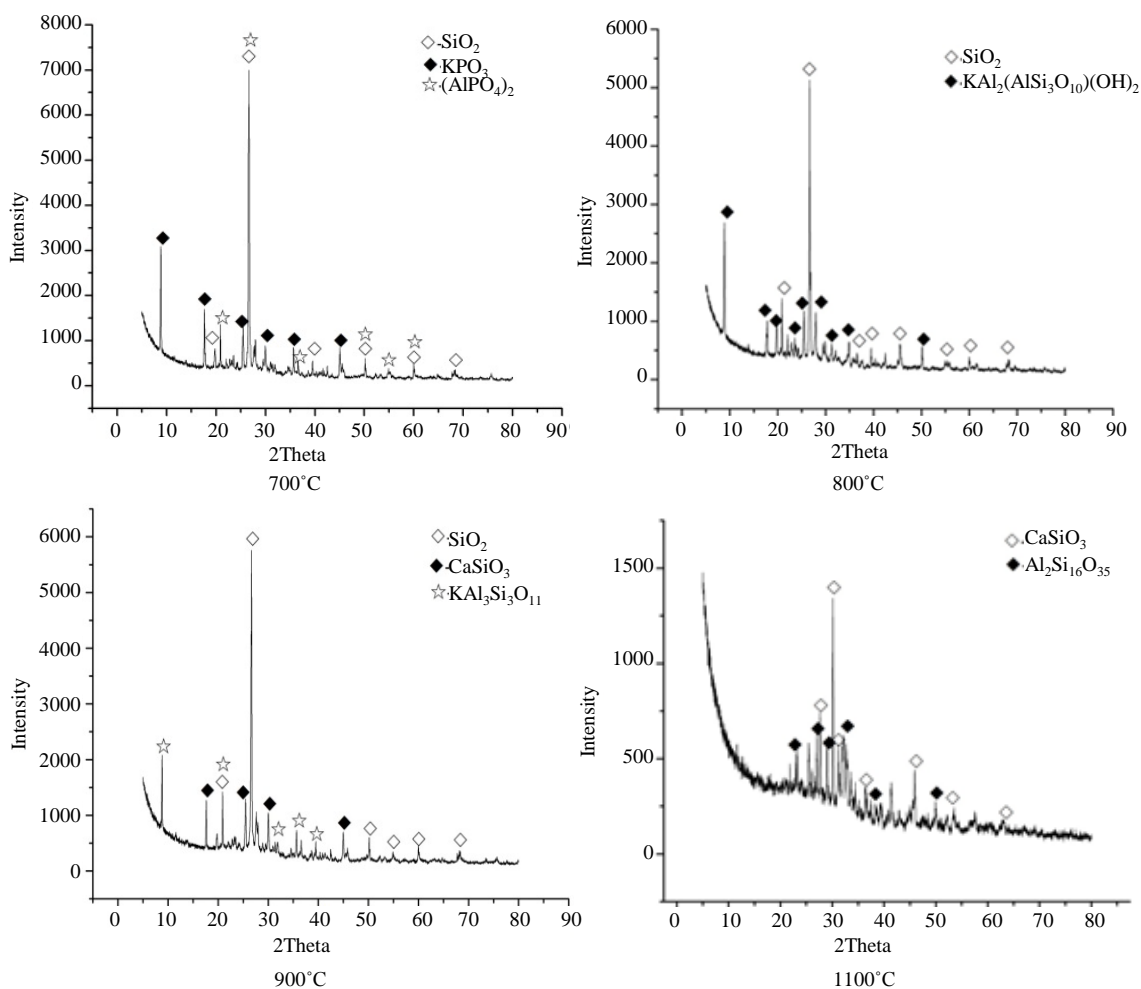 8000
7000
6000
5000
4000
3000
2000
1000
0
Intensity
SiO₂
KPO₃
(AlPO₄)₂
0 10 20 30 40 50 60 70 80 90
2Theta
700°C
6000
5000
4000
3000
2000
1000
0
Intensity
SiO₂
KAl₂(AlSi₃O₁₀)(OH)₂
0 10 20 30 40 50 60 70 80 90
2Theta
800°C
6000
5000
4000
3000
2000
1000
0
Intensity
SiO₂
CaSiO₃
KAl₃Si₃O₁₁
0 10 20 30 40 50 60 70 80 90
2Theta
900°C
1500
1000
500
0
Intensity
CaSiO₃
Al₂Si₁₆O₃₅
0 10 20 30 40 50 60 70 80
2Theta
1100°C